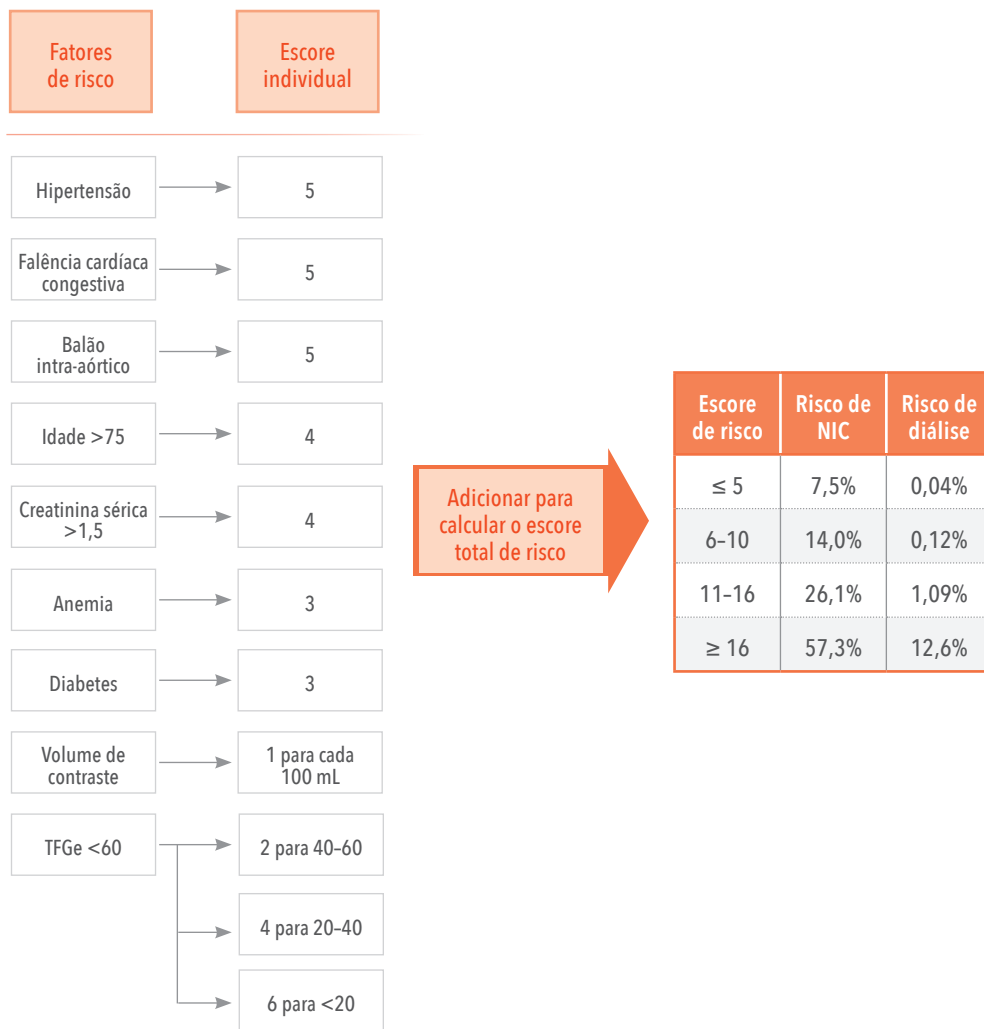 Fatores
de risco
Escore
individual
Hipertensão
5
Falência cardíaca
congestiva
5
Balão
intra-aórtico
5
Idade >75
4
Creatinina sérica
>1,5
4
Anemia
3
Diabetes
3
Volume de
contraste
1 para cada
100 mL
TFGe <60
2 para 40–60
4 para 20–40
6 para <20
Adicionar para
calcular o escore
total de risco
Escore
de risco
Risco de
NIC
Risco de
diálise
≤ 5 7,5% 0,04%
6–10 14,0% 0,12%
11–16 26,1% 1,09%
≥ 16 57,3% 12,6%